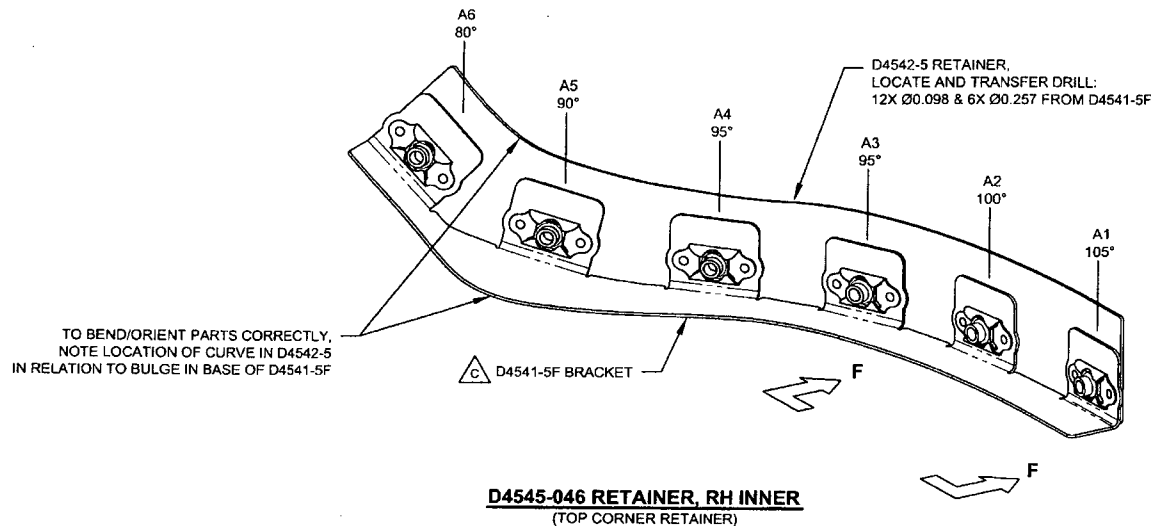 A6
80°
A5
90°
A4
95°
A3
95°
A2
100°
A1
105°
D4542-5 RETAINER,
LOCATE AND TRANSFER DRILL:
12X Ø0.098 & 6X Ø0.257 FROM D4541-5F
TO BEND/ORIENT PARTS CORRECTLY,
NOTE LOCATION OF CURVE IN D4542-5
IN RELATION TO BULGE IN BASE OF D4541-5F
C D4541-5F BRACKET
F
F
D4545-046 RETAINER, RH INNER
(TOP CORNER RETAINER)